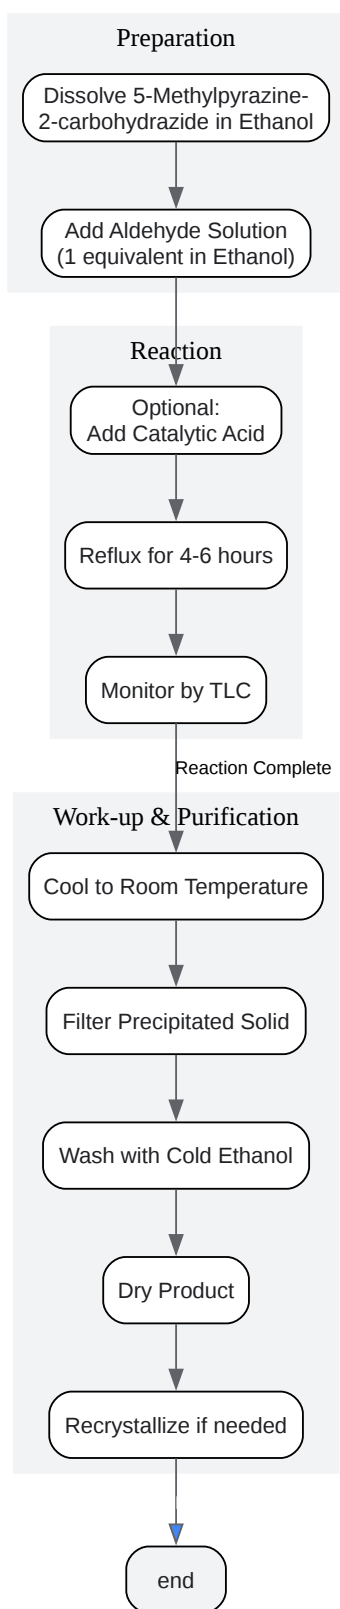 Preparation
Dissolve 5-Methylpyrazine-
2-carbohydrazide in Ethanol
Add Aldehyde Solution
(1 equivalent in Ethanol)
Reaction
Optional:
Add Catalytic Acid
Reflux for 4-6 hours
Monitor by TLC
Reaction Complete
Work-up & Purification
Cool to Room Temperature
Filter Precipitated Solid
Wash with Cold Ethanol
Dry Product
Recrystallize if needed
end